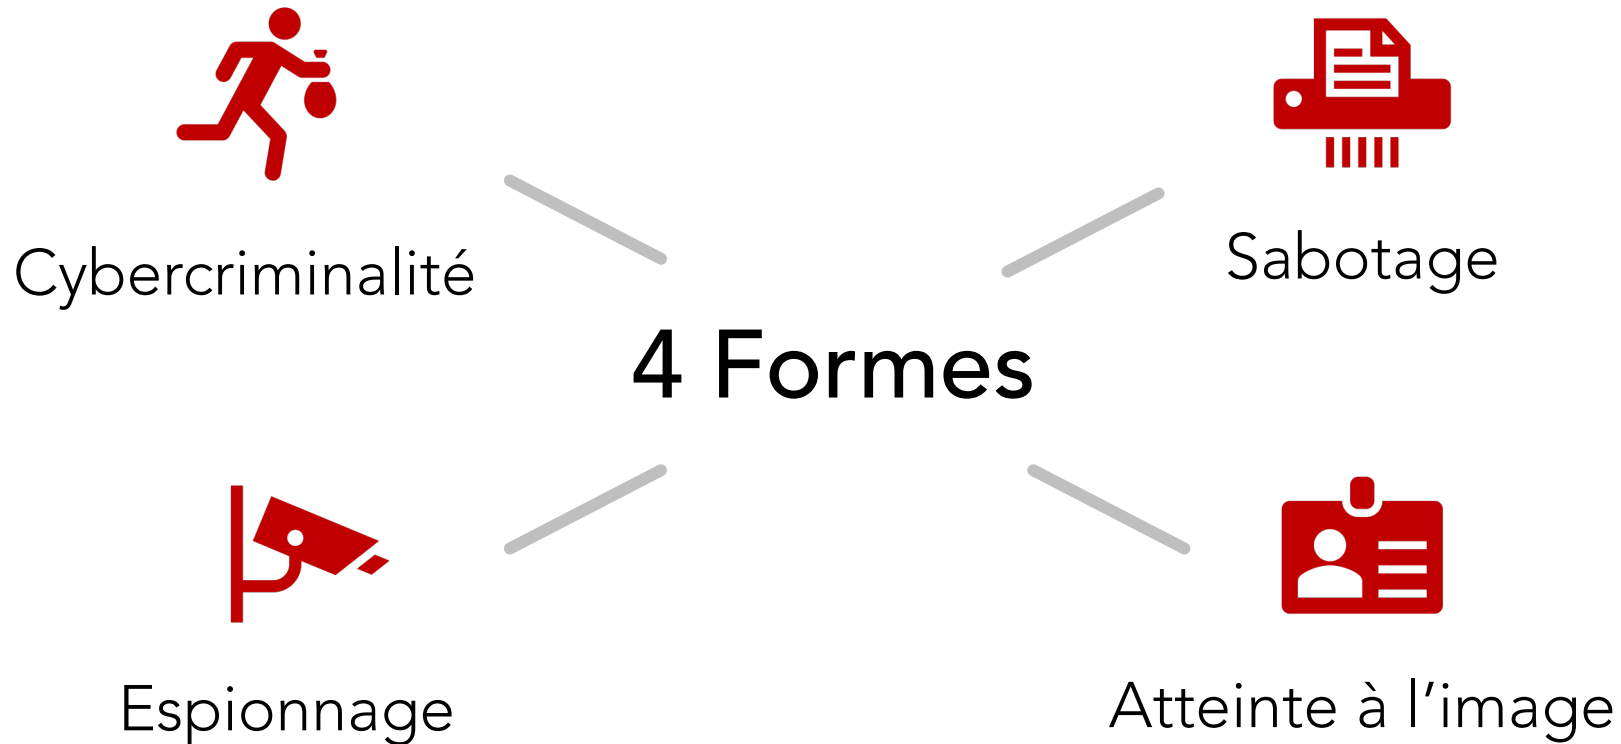 Cybercriminalité
Sabotage
4 Formes
Espionnage
Atteinte à l’image